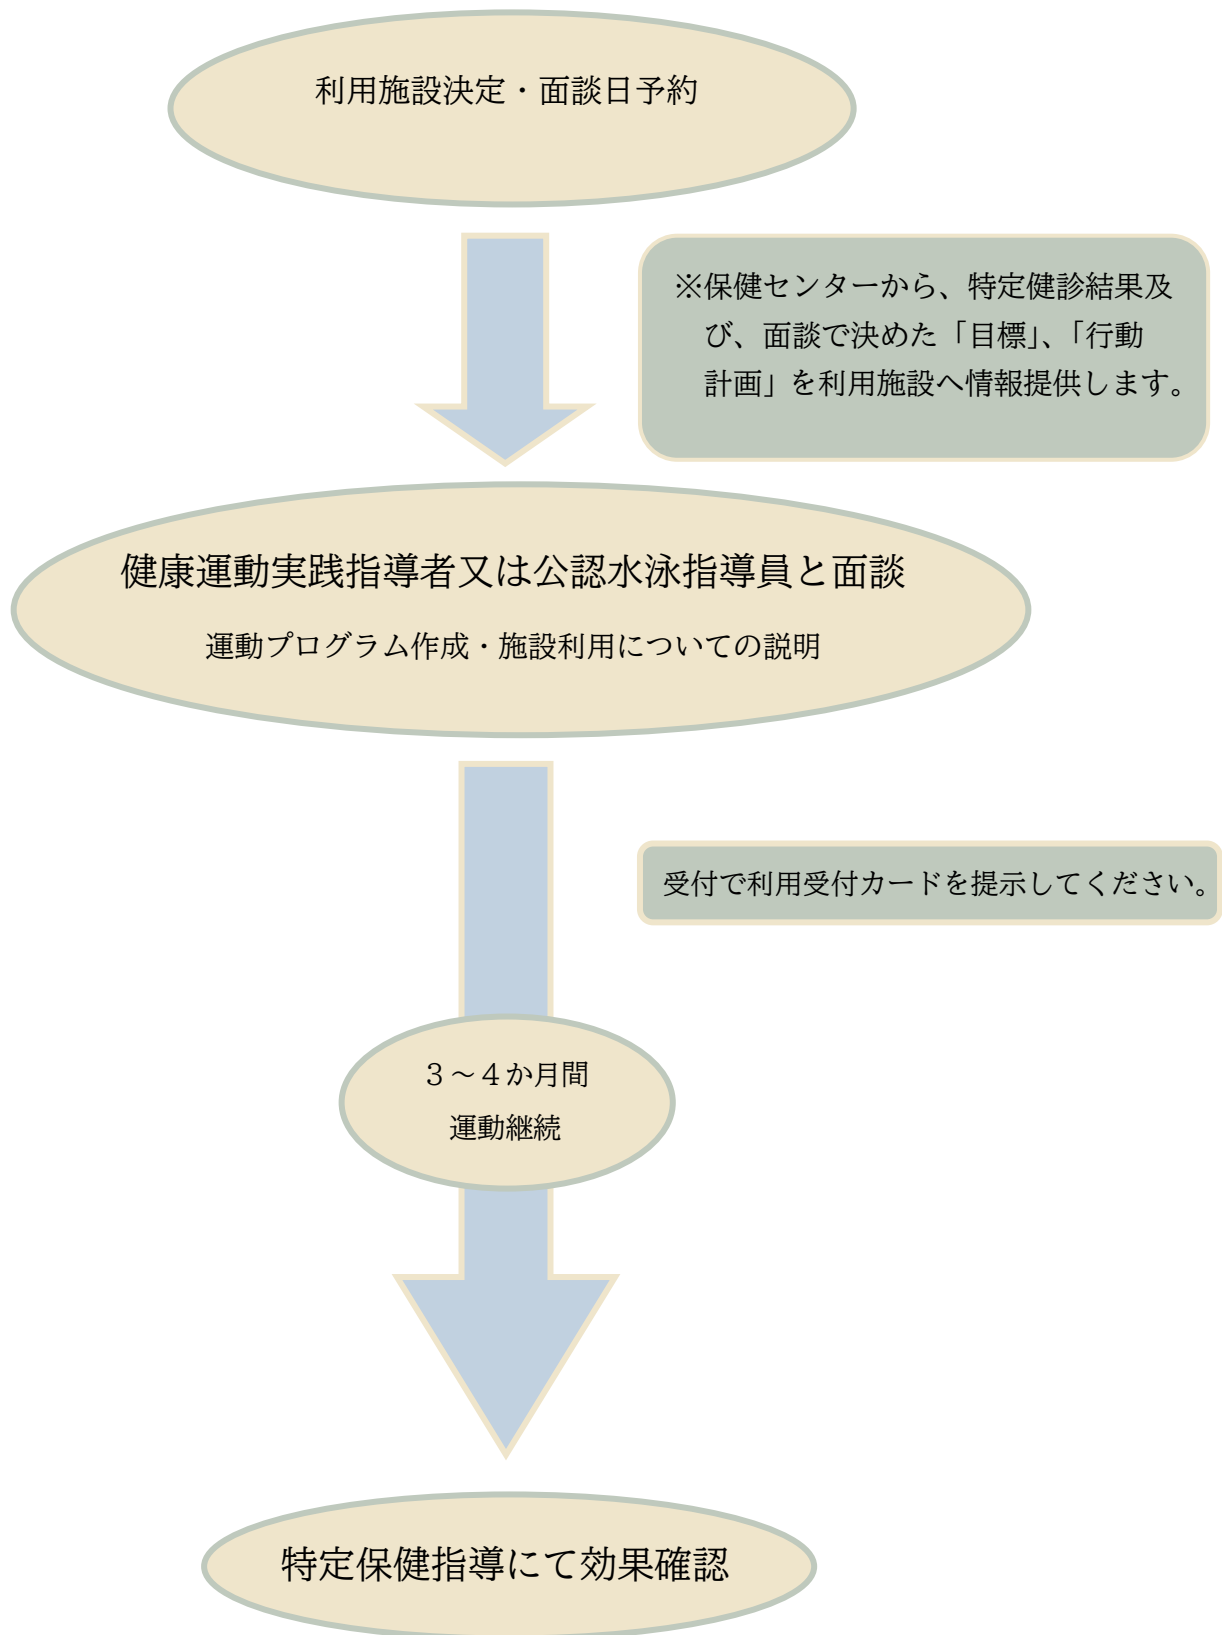 利用施設決定・面談日予約
※保健センターから、特定健診結果及
び、面談で決めた「目標」、「行動
計画」を利用施設へ情報提供します。
健康運動実践指導者又は公認水泳指導員と面談
運動プログラム作成・施設利用についての説明
受付で利用受付カードを提示してください。
３～４か月間
運動継続
特定保健指導にて効果確認